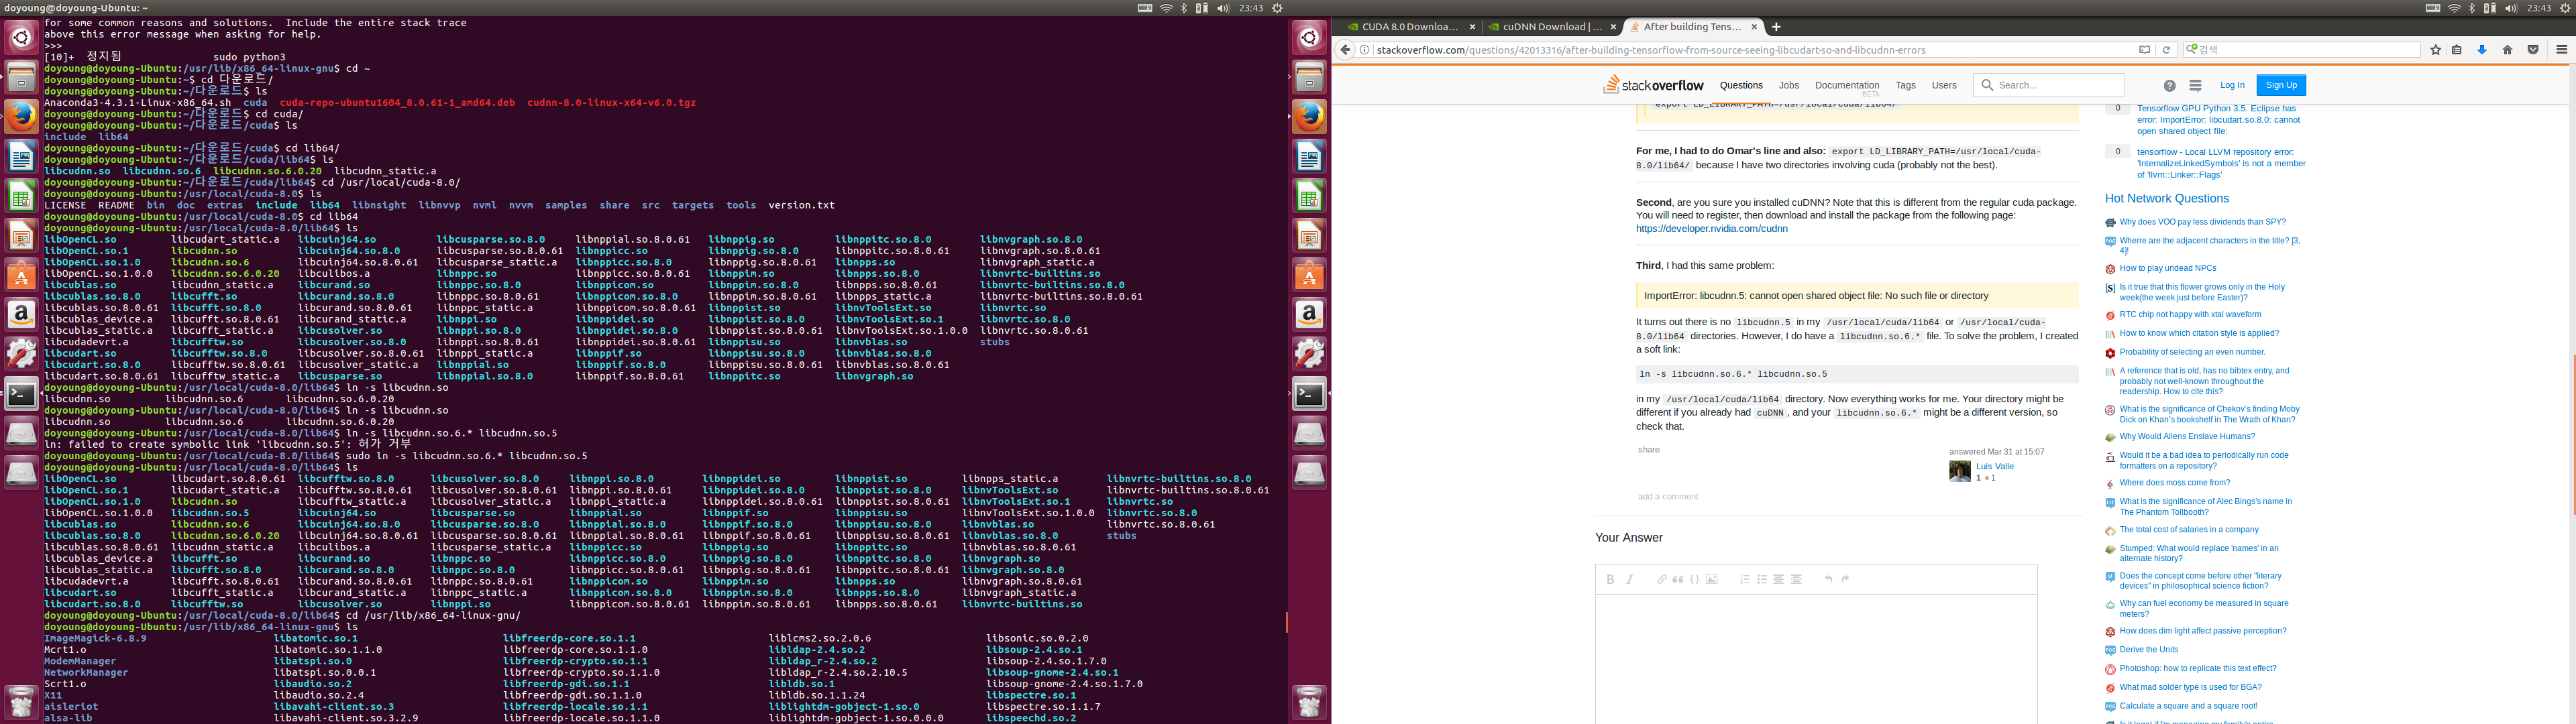 doyoung@doyoung-Ubuntu: ~
23:43
for some common reasons and solutions.  Include the entire stack trace
above this error message when asking for help.
>>>
[10]+  정지됨               sudo python3
doyoung@doyoung-Ubuntu:/usr/lib/x86_64-linux-gnu$ cd ~
doyoung@doyoung-Ubuntu:~$ cd 다운로드/
doyoung@doyoung-Ubuntu:~/다운로드$ ls
Anaconda3-4.3.1-Linux-x86_64.sh  cuda  cuda-repo-ubuntu1604_8.0.61-1_amd64.deb  cudnn-8.0-linux-x64-v6.0.tgz
doyoung@doyoung-Ubuntu:~/다운로드$ cd cuda/
doyoung@doyoung-Ubuntu:~/다운로드/cuda$ ls
include  lib64
doyoung@doyoung-Ubuntu:~/다운로드/cuda$ cd lib64/
doyoung@doyoung-Ubuntu:~/다운로드/cuda/lib64$ ls
libcudnn.so  libcudnn.so.6  libcudnn.so.6.0.20  libcudnn_static.a
doyoung@doyoung-Ubuntu:~/다운로드/cuda/lib64$ cd /usr/local/cuda-8.0/
doyoung@doyoung-Ubuntu:/usr/local/cuda-8.0$ ls
LICENSE  README  bin  doc  extras  include  lib64  libnsight  libnvvp  nvml  nvvm  samples  share  src  targets  tools  version.txt
doyoung@doyoung-Ubuntu:/usr/local/cuda-8.0$ cd lib64
doyoung@doyoung-Ubuntu:/usr/local/cuda-8.0/lib64$ ls
libOpenCL.so libcudart_static.a libcuinj64.so libcusparse.so.8.0 libnppial.so.8.0.61 libnppig.so libnppitc.so.8.0 libnvgraph.so.8.0
libOpenCL.so.1 libcudnn.so libcuinj64.so.8.0 libcusparse.so.8.0.61 libnppicc.so libnppig.so.8.0 libnppitc.so.8.0.61 libnvgraph.so.8.0.61
libOpenCL.so.1.0 libcudnn.so.6 libcuinj64.so.8.0.61 libcusparse_static.a libnppicc.so.8.0 libnppig.so.8.0.61 libnpps.so libnvgraph_static.a
libOpenCL.so.1.0.0 libcudnn.so.6.0.20 libculibos.a libnppc.so libnppicc.so.8.0.61 libnppim.so libnpps.so.8.0 libnvrtc-builtins.so
libcublas.so libcudnn_static.a libcurand.so libnppc.so.8.0 libnppicom.so libnppim.so.8.0 libnpps.so.8.0.61 libnvrtc-builtins.so.8.0
libcublas.so.8.0 libcufft.so libcurand.so.8.0 libnppc.so.8.0.61 libnppicom.so.8.0 libnppim.so.8.0.61 libnpps_static.a libnvrtc-builtins.so.8.0.61
libcublas.so.8.0.61 libcufft.so.8.0 libcurand.so.8.0.61 libnppc_static.a libnppicom.so.8.0.61 libnppist.so libnvToolsExt.so libnvrtc.so
libcublas_device.a libcufft.so.8.0.61 libcurand_static.a libnppi.so libnppidei.so libnppist.so.8.0 libnvToolsExt.so.1 libnvrtc.so.8.0
libcublas_static.a libcufft_static.a libcusolver.so libnppi.so.8.0 libnppidei.so.8.0 libnppist.so.8.0.61 libnvToolsExt.so.1.0.0 libnvrtc.so.8.0.61
libcudadevrt.a libcufftw.so libcusolver.so.8.0 libnppi.so.8.0.61 libnppidei.so.8.0.61 libnppisu.so libnvblas.so stubs
libcudart.so libcufftw.so.8.0 libcusolver.so.8.0.61 libnppi_static.a libnppif.so libnppisu.so.8.0 libnvblas.so.8.0
libcudart.so.8.0 libcufftw.so.8.0.61 libcusolver_static.a libnppial.so libnppif.so.8.0 libnppisu.so.8.0.61 libnvblas.so.8.0.61
libcudart.so.8.0.61 libcufftw_static.a libcusparse.so libnppial.so.8.0 libnppif.so.8.0.61 libnppitc.so libnvgraph.so
doyoung@doyoung-Ubuntu:/usr/local/cuda-8.0/lib64$ ln -s libcudnn.so
libcudnn.so         libcudnn.so.6       libcudnn.so.6.0.20
doyoung@doyoung-Ubuntu:/usr/local/cuda-8.0/lib64$ ln -s libcudnn.so
libcudnn.so         libcudnn.so.6       libcudnn.so.6.0.20
doyoung@doyoung-Ubuntu:/usr/local/cuda-8.0/lib64$ ln -s libcudnn.so.6.* libcudnn.so.5
ln: failed to create symbolic link 'libcudnn.so.5': 허가 거부
doyoung@doyoung-Ubuntu:/usr/local/cuda-8.0/lib64$ sudo ln -s libcudnn.so.6.* libcudnn.so.5
doyoung@doyoung-Ubuntu:/usr/local/cuda-8.0/lib64$ ls
libOpenCL.so libcudart.so.8.0.61 libcufftw.so.8.0 libcusolver.so.8.0 libnppi.so.8.0 libnppidei.so libnppist.so libnpps_static.a libnvrtc-builtins.so.8.0
libOpenCL.so.1 libcudart_static.a libcufftw.so.8.0.61 libcusolver.so.8.0.61 libnppi.so.8.0.61 libnppidei.so.8.0 libnppist.so.8.0 libnvToolsExt.so libnvrtc-builtins.so.8.0.61
libOpenCL.so.1.0 libcudnn.so libcufftw_static.a libcusolver_static.a libnppi_static.a libnppidei.so.8.0.61 libnppist.so.8.0.61 libnvToolsExt.so.1 libnvrtc.so
libOpenCL.so.1.0.0 libcudnn.so.5 libcuinj64.so libcusparse.so libnppial.so libnppif.so libnppisu.so libnvToolsExt.so.1.0.0 libnvrtc.so.8.0
libcublas.so libcudnn.so.6 libcuinj64.so.8.0 libcusparse.so.8.0 libnppial.so.8.0 libnppif.so.8.0 libnppisu.so.8.0 libnvblas.so libnvrtc.so.8.0.61
libcublas.so.8.0 libcudnn.so.6.0.20 libcuinj64.so.8.0.61 libcusparse.so.8.0.61 libnppial.so.8.0.61 libnppif.so.8.0.61 libnppisu.so.8.0.61 libnvblas.so.8.0 stubs
libcublas.so.8.0.61 libcudnn_static.a libculibos.a libcusparse_static.a libnppicc.so libnppig.so libnppitc.so libnvblas.so.8.0.61
libcublas_device.a libcufft.so libcurand.so libnppc.so libnppicc.so.8.0 libnppig.so.8.0 libnppitc.so.8.0 libnvgraph.so
libcublas_static.a libcufft.so.8.0 libcurand.so.8.0 libnppc.so.8.0 libnppicc.so.8.0.61 libnppig.so.8.0.61 libnppitc.so.8.0.61 libnvgraph.so.8.0
libcudadevrt.a libcufft.so.8.0.61 libcurand.so.8.0.61 libnppc.so.8.0.61 libnppicom.so libnppim.so libnpps.so libnvgraph.so.8.0.61
libcudart.so libcufft_static.a libcurand_static.a libnppc_static.a libnppicom.so.8.0 libnppim.so.8.0 libnpps.so.8.0 libnvgraph_static.a
libcudart.so.8.0 libcufftw.so libcusolver.so libnppi.so libnppicom.so.8.0.61 libnppim.so.8.0.61 libnpps.so.8.0.61 libnvrtc-builtins.so
doyoung@doyoung-Ubuntu:/usr/local/cuda-8.0/lib64$ cd /usr/lib/x86_64-linux-gnu/
doyoung@doyoung-Ubuntu:/usr/lib/x86_64-linux-gnu$ ls
ImageMagick-6.8.9 libatomic.so.1 libfreerdp-core.so.1.1 liblcms2.so.2.0.6 libsonic.so.0.2.0
Mcrt1.o libatomic.so.1.1.0 libfreerdp-core.so.1.1.0 libldap-2.4.so.2 libsoup-2.4.so.1
ModemManager libatspi.so.0 libfreerdp-crypto.so.1.1 libldap_r-2.4.so.2 libsoup-2.4.so.1.7.0
NetworkManager libatspi.so.0.0.1 libfreerdp-crypto.so.1.1.0 libldap_r-2.4.so.2.10.5 libsoup-gnome-2.4.so.1
Scrt1.o libaudio.so.2 libfreerdp-gdi.so.1.1 libldb.so.1 libsoup-gnome-2.4.so.1.7.0
X11 libaudio.so.2.4 libfreerdp-gdi.so.1.1.0 libldb.so.1.1.24 libspectre.so.1
aisleriot libavahi-client.so.3 libfreerdp-locale.so.1.1 liblightdm-gobject-1.so.0 libspectre.so.1.1.7
alsa-lib libavahi-client.so.3.2.9 libfreerdp-locale.so.1.1.0 liblightdm-gobject-1.so.0.0.0 libspeechd.so.2
23:43
CUDA 8.0 Downloa...
cuDNN Download | ...
After building Tens...
stackoverflow.com/questions/42013316/after-building-tensorflow-from-source-seeing-libcudart-so-and-libcudnn-errors
검색
stackoverflow
Questions
Jobs
Documentation
BETA
Tags
Users
Search...
Log In
Sign Up
export LD_LIBRARY_PATH=/usr/local/cuda/lib64/
For me, I had to do Omar's line and also: export LD_LIBRARY_PATH=/usr/local/cuda-
8.0/lib64/ because I have two directories involving cuda (probably not the best).
Second, are you sure you installed cuDNN? Note that this is different from the regular cuda package.
You will need to register, then download and install the package from the following page:
https://developer.nvidia.com/cudnn
Third, I had this same problem:
ImportError: libcudnn.5: cannot open shared object file: No such file or directory
It turns out there is no libcudnn.5 in my /usr/local/cuda/lib64 or /usr/local/cuda-
8.0/lib64 directories. However, I do have a libcudnn.so.6.* file. To solve the problem, I created
a soft link:
ln -s libcudnn.so.6.* libcudnn.so.5
in my /usr/local/cuda/lib64 directory. Now everything works for me. Your directory might be
different if you already had cuDNN, and your libcudnn.so.6.* might be a different version, so
check that.
share
answered Mar 31 at 15:07
Luis Valle
1 1
add a comment
Your Answer
0
Tensorflow GPU Python 3.5. Eclipse has
error: ImportError: libcudart.so.8.0: cannot
open shared object file:
0
tensorflow - Local LLVM repository error:
'InternalizeLinkedSymbols' is not a member
of 'llvm::Linker::Flags'
Hot Network Questions
Why does VOO pay less dividends than SPY?
Wherre are the adjacent characters in the title? [3,
4]!
How to play undead NPCs
Is it true that this flower grows only in the Holy
week(the week just before Easter)?
RTC chip not happy with xtal waveform
How to know which citation style is applied?
Probability of selecting an even number.
A reference that is old, has no bibtex entry, and
probably not well-known throughout the
readership. How to cite this?
What is the significance of Chekov's finding Moby
Dick on Khan's bookshelf in The Wrath of Khan?
Why Would Aliens Enslave Humans?
Would it be a bad idea to periodically run code
formatters on a repository?
Where does moss come from?
What is the significance of Alec Bings's name in
The Phantom Tollbooth?
The total cost of salaries in a company
Stumped: What would replace 'names' in an
alternate history?
Does the concept come before other "literary
devices" in philosophical science fiction?
Why can fuel economy be measured in square
meters?
How does dim light affect passive perception?
Derive the Units
Photoshop: how to replicate this text effect?
What mad solder type is used for BGA?
Calculate a square and a square root!